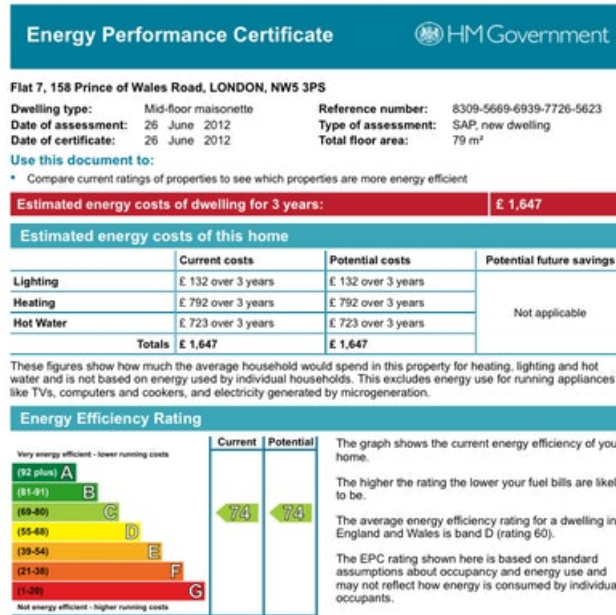 Energy Performance Certificate
HM Government
Flat 7, 158 Prince of Wales Road, LONDON, NW5 3PS
Dwelling type: Mid-floor maisonette Reference number: 8309-5669-6939-7726-5623
Date of assessment: 26 June 2012 Type of assessment: SAP, new dwelling
Date of certificate: 26 June 2012 Total floor area: 79 m²
Use this document to:
• Compare current ratings of properties to see which properties are more energy efficient
Estimated energy costs of dwelling for 3 years: £ 1,647
Estimated energy costs of this home
Current costs Potential costs Potential future savings
Lighting £ 132 over 3 years £ 132 over 3 years
Heating £ 792 over 3 years £ 792 over 3 years
Not applicable
Hot Water £ 723 over 3 years £ 723 over 3 years
Totals £ 1,647 £ 1,647
These figures show how much the average household would spend in this property for heating, lighting and hot
water and is not based on energy used by individual households. This excludes energy use for running appliances
like TVs, computers and cookers, and electricity generated by microgeneration.
Energy Efficiency Rating
Current Potential
Very energy efficient - lower running costs
(92 plus) A
(81-91) B
(69-80) C 74 74
(55-68) D
(39-54) E
(21-38) F
(1-20) G
Not energy efficient - higher running costs
The graph shows the current energy efficiency of you
home.
The higher the rating the lower your fuel bills are likel
to be.
The average energy efficiency rating for a dwelling in
England and Wales is band D (rating 60).
The EPC rating shown here is based on standard
assumptions about occupancy and energy use and
may not reflect how energy is consumed by individua
occupants.